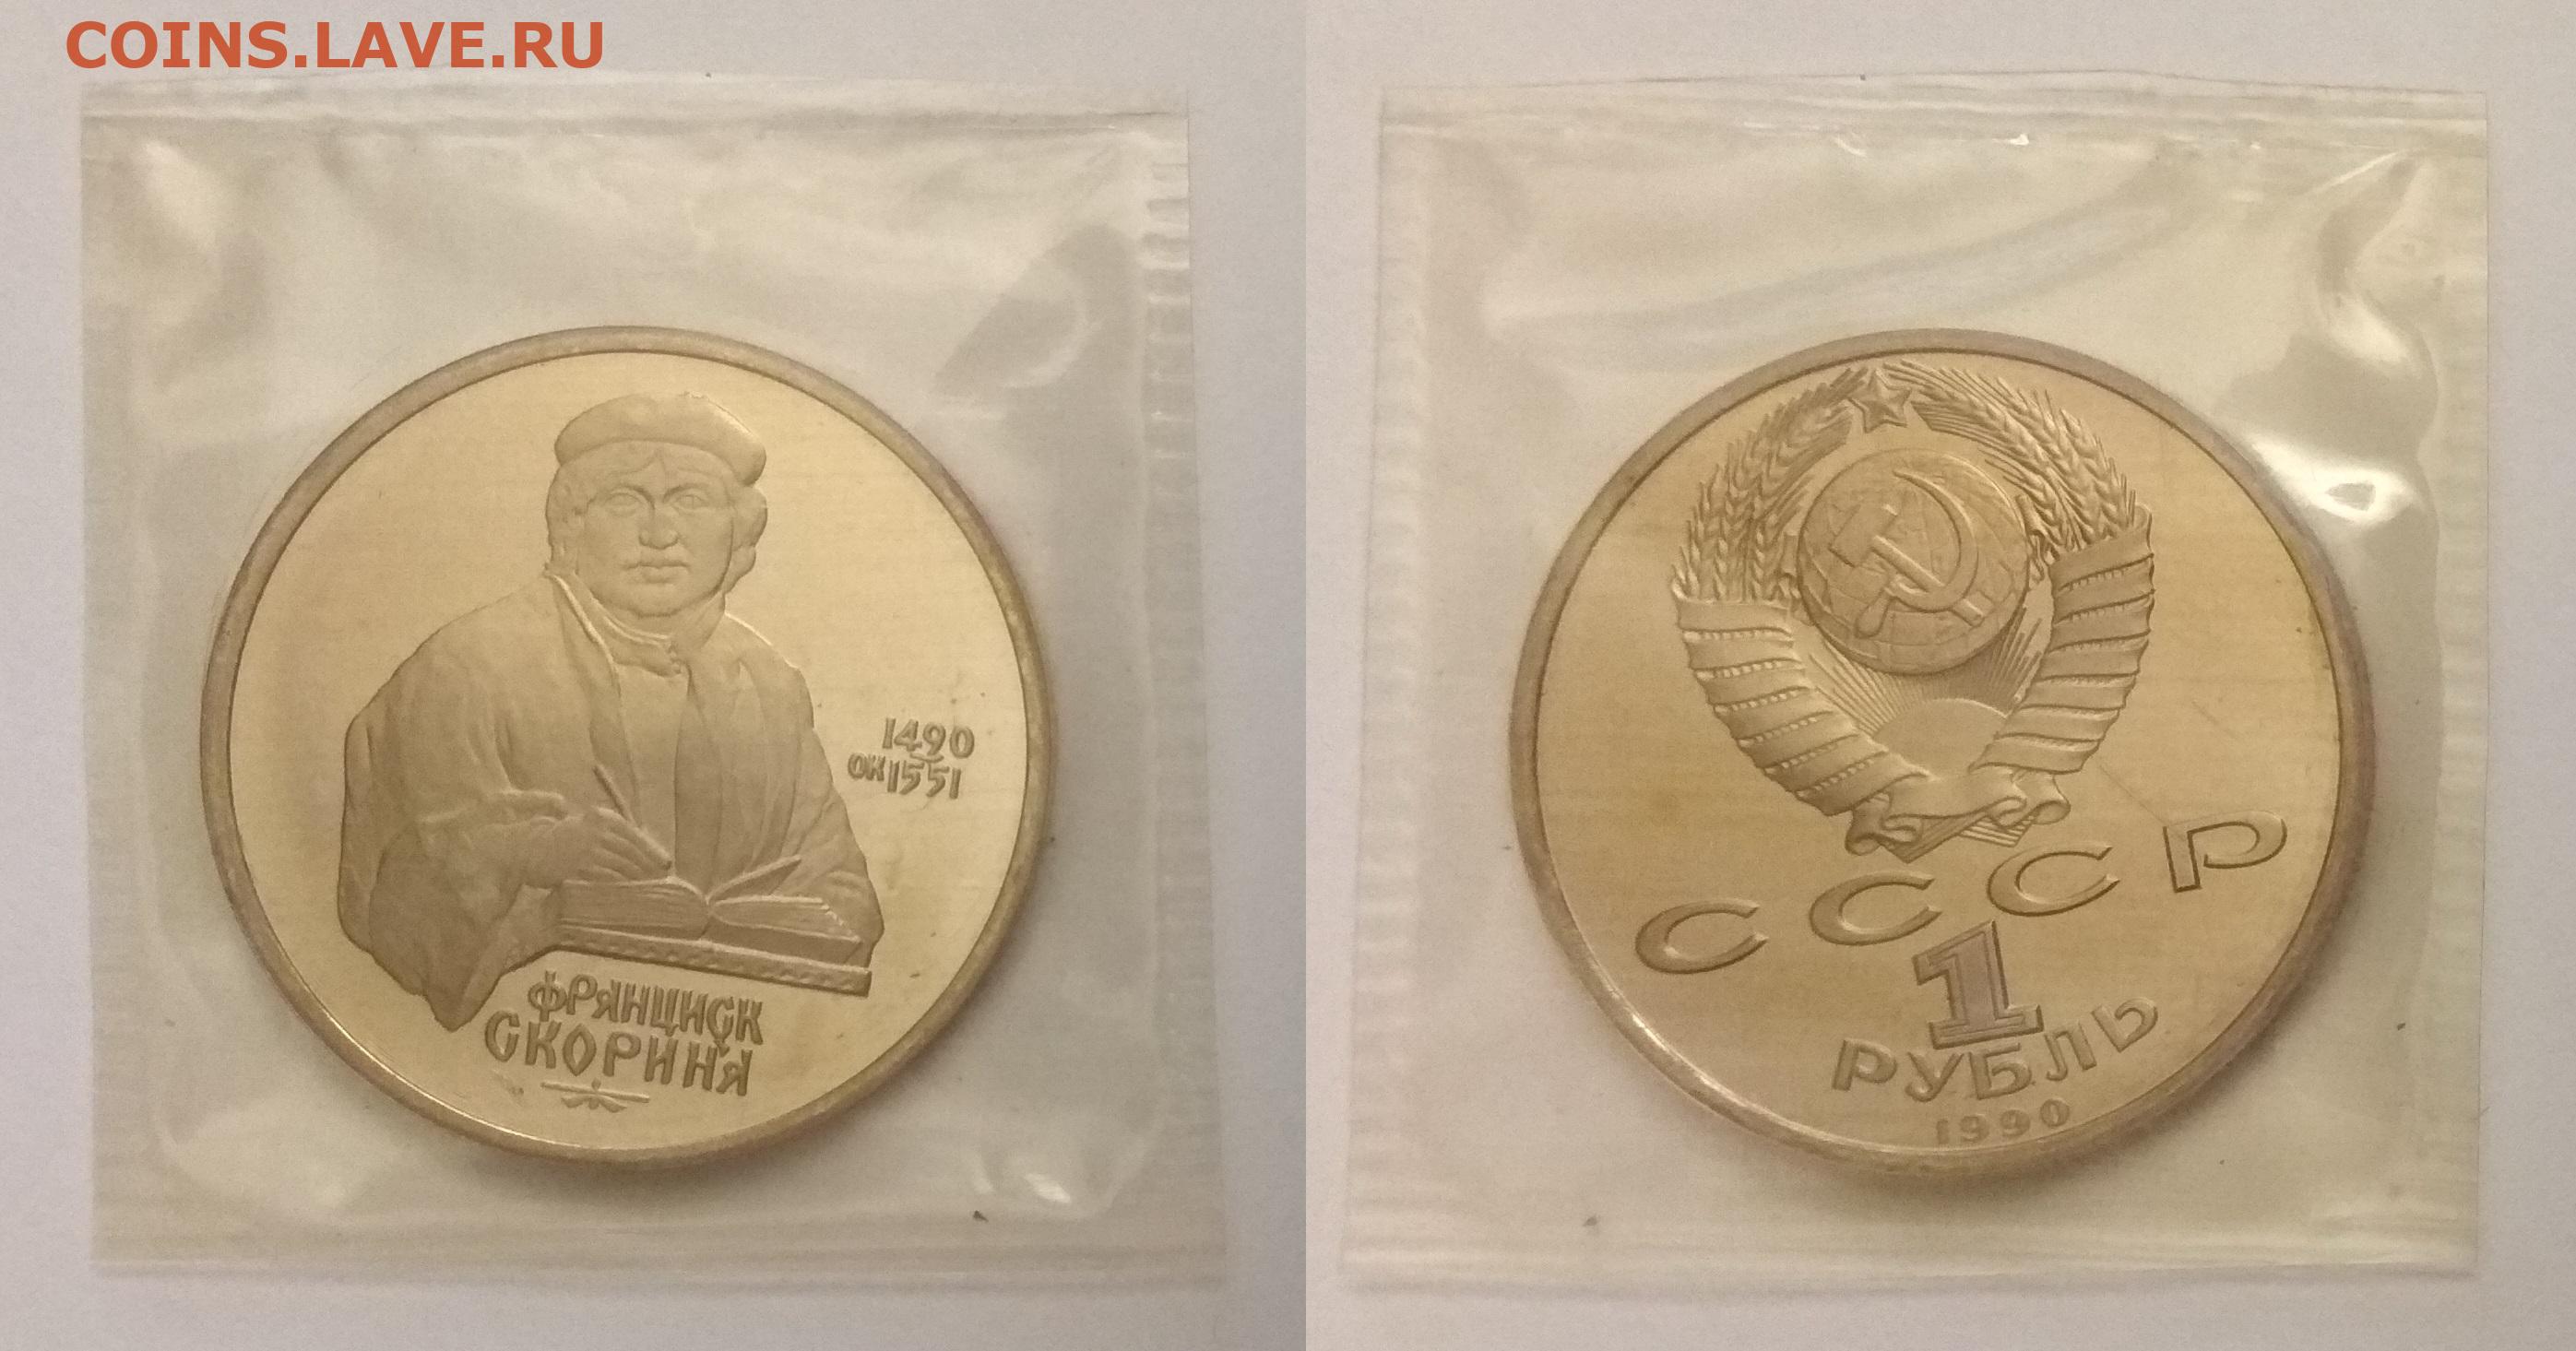 COINS.LAVE.RU
1490
ОК 1551
ФРАНЦИСК
СКОРИНА
СССР
1
РУБЛЬ
1990